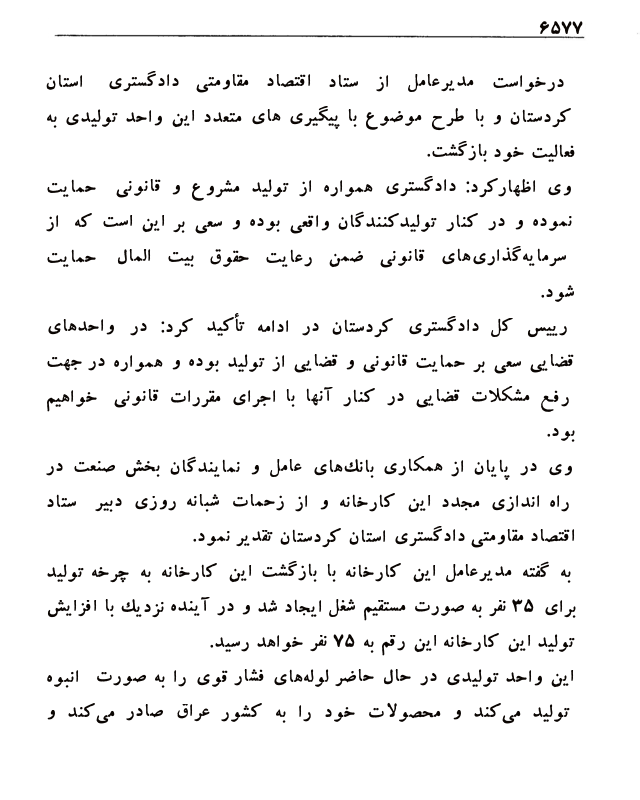 ۶۵۷۷
درخواست مدیرعامل از ستاد اقتصاد مقاومتی دادگستری استان
کردستان و با طرح موضوع با پیگیری های متعدد این واحد تولیدی به
فعالیت خود بازگشت.
وی اظهارکرد: دادگستری همواره از تولید مشروع و قانونی حمایت
نموده و در کنار تولیدکنندگان واقعی بوده و سعی بر این است که از
سرمایه‌گذاری‌های قانونی ضمن رعایت حقوق بیت المال حمایت
شود.
رییس کل دادگستری کردستان در ادامه تأکید کرد: در واحدهای
قضایی سعی بر حمایت قانونی و قضایی از تولید بوده و همواره در جهت
رفع مشکلات قضایی در کنار آنها با اجرای مقررات قانونی خواهیم
بود.
وی در پایان از همکاری بانك‌های عامل و نمایندگان بخش صنعت در
راه اندازی مجدد این کارخانه و از زحمات شبانه روزی دبیر ستاد
اقتصاد مقاومتی دادگستری استان کردستان تقدیر نمود.
به گفته مدیرعامل این کارخانه با بازگشت این کارخانه به چرخه تولید
برای ۳۵ نفر به صورت مستقیم شغل ایجاد شد و در آینده نزدیك با افزایش
تولید این کارخانه این رقم به ۷۵ نفر خواهد رسید.
این واحد تولیدی در حال حاضر لوله‌های فشار قوی را به صورت انبوه
تولید می‌کند و محصولات خود را به کشور عراق صادر می‌کند و